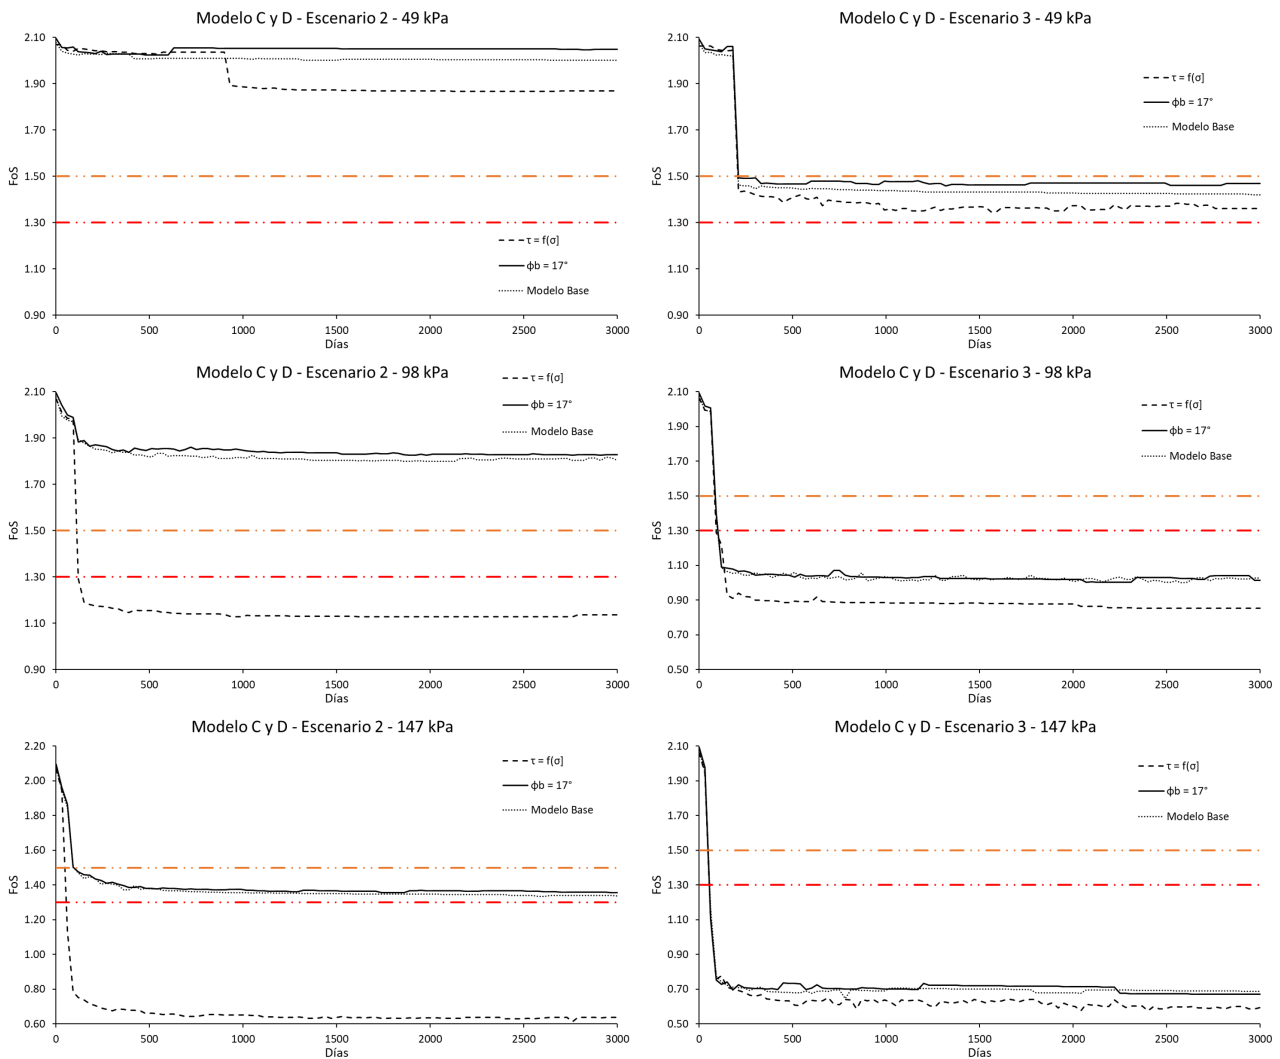 Modelo C y D - Escenario 2 - 49 kPa
2.10
1.90
1.70
1.50
1.30
1.10
0.90
FoS
0 500 1000 1500 2000 2500 3000
Días
τ = f(σ]
ϕb = 17°
Modelo Base
Modelo C y D - Escenario 3 - 49 kPa
2.10
1.90
1.70
1.50
1.30
1.10
0.90
FoS
0 500 1000 1500 2000 2500 3000
Días
τ = f(σ]
ϕb = 17°
Modelo Base
Modelo C y D - Escenario 2 - 98 kPa
2.10
1.90
1.70
1.50
1.30
1.10
0.90
FoS
0 500 1000 1500 2000 2500 3000
Días
τ = f(σ]
ϕb = 17°
Modelo Base
Modelo C y D - Escenario 3 - 98 kPa
2.10
1.90
1.70
1.50
1.30
1.10
0.90
0.70
0.50
FoS
0 500 1000 1500 2000 2500 3000
Días
τ = f(σ]
ϕb = 17°
Modelo Base
Modelo C y D - Escenario 2 - 147 kPa
2.20
2.00
1.80
1.60
1.40
1.20
1.00
0.80
0.60
FoS
0 500 1000 1500 2000 2500 3000
Días
τ = f(σ]
ϕb = 17°
Modelo Base
Modelo C y D - Escenario 3 - 147 kPa
2.10
1.90
1.70
1.50
1.30
1.10
0.90
0.70
0.50
FoS
0 500 1000 1500 2000 2500 3000
Días
τ = f(σ]
ϕb = 17°
Modelo Base